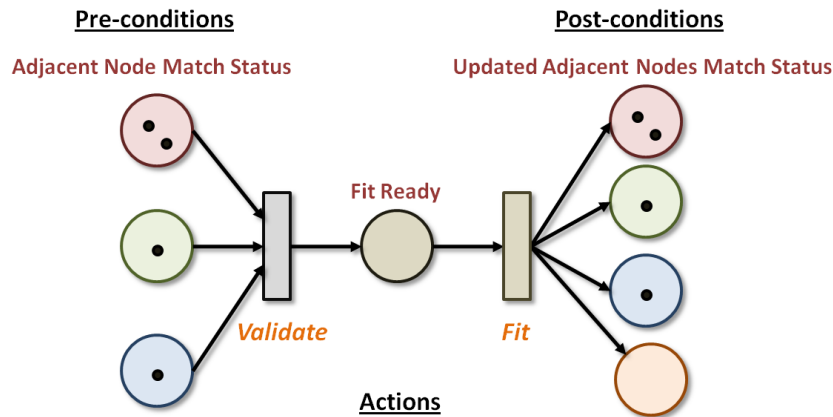 Pre-conditions
Post-conditions
Adjacent Node Match Status
Updated Adjacent Nodes Match Status
Fit Ready
Validate
Fit
Actions